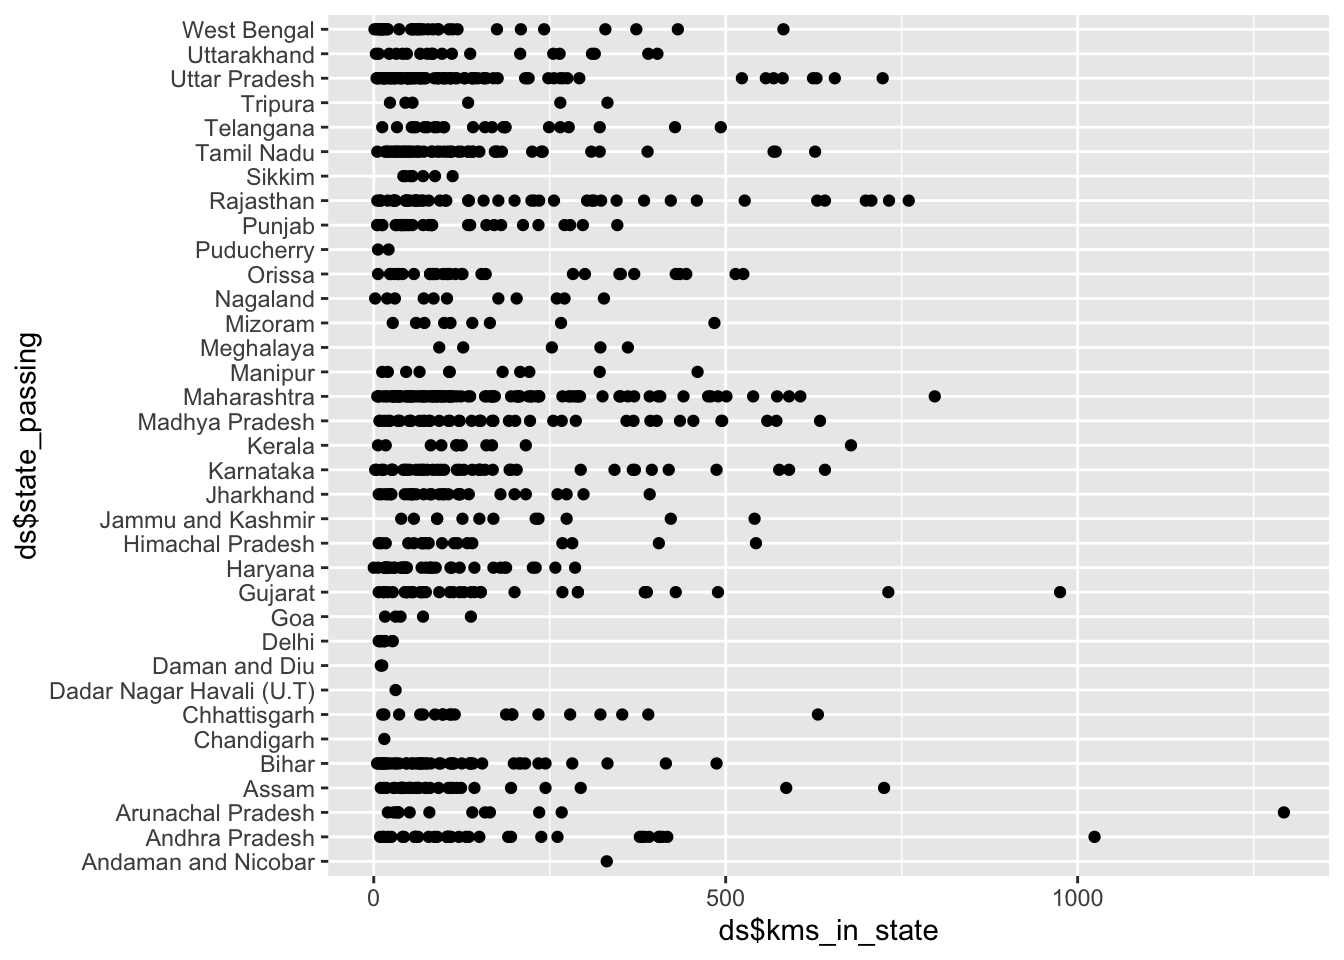 West Bengal
Uttarakhand
Uttar Pradesh
Tripura
Telangana
Tamil Nadu
Sikkim
Rajasthan
Punjab
Puducherry
Orissa
Nagaland
Mizoram
Meghalaya
Manipur
Maharashtra
Madhya Pradesh
Kerala
Karnataka
Jharkhand
Jammu and Kashmir
Himachal Pradesh
Haryana
Gujarat
Goa
Delhi
Daman and Diu
Dadar Nagar Havali (U.T)
Chhattisgarh
Chandigarh
Bihar
Assam
Arunachal Pradesh
Andhra Pradesh
Andaman and Nicobar
ds$state_passing
0 500 1000
ds$kms_in_state